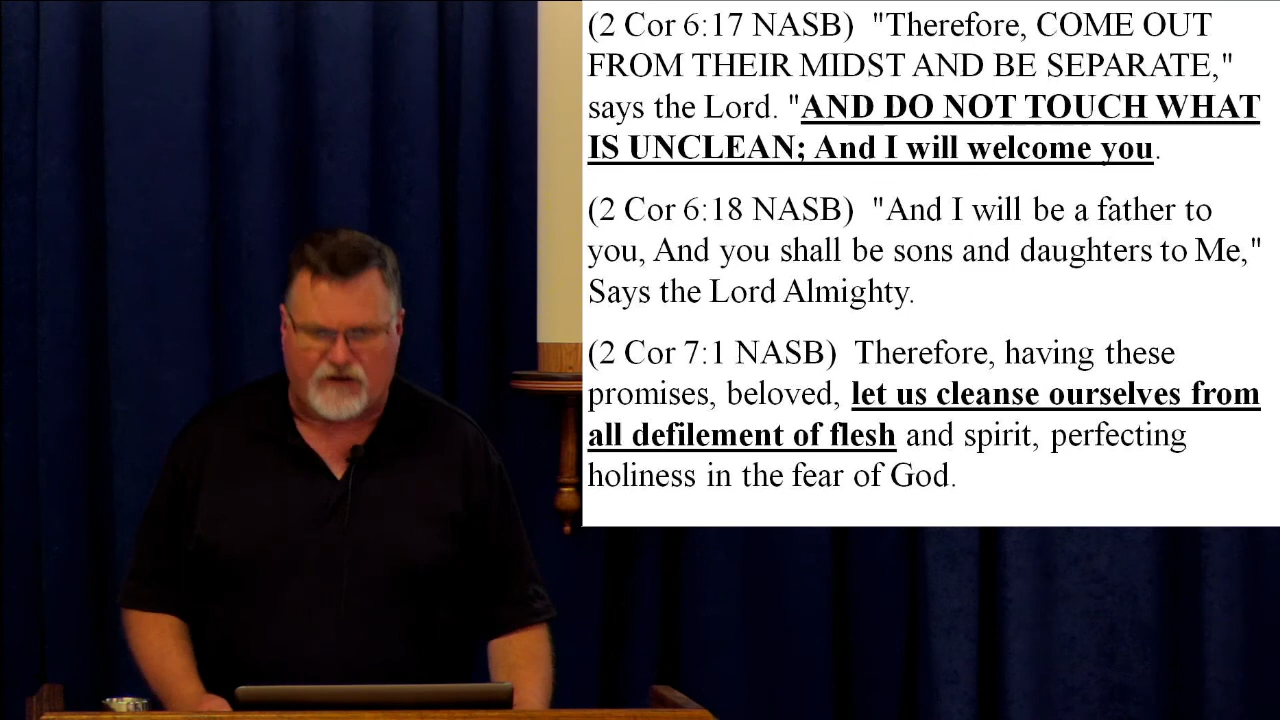 (2 Cor 6:17 NASB)  "Therefore, COME OUT
FROM THEIR MIDST AND BE SEPARATE,"
says the Lord. "AND DO NOT TOUCH WHAT
IS UNCLEAN; And I will welcome you.
(2 Cor 6:18 NASB)  "And I will be a father to
you, And you shall be sons and daughters to Me,"
Says the Lord Almighty.
(2 Cor 7:1 NASB)  Therefore, having these
promises, beloved, let us cleanse ourselves from
all defilement of flesh and spirit, perfecting
holiness in the fear of God.